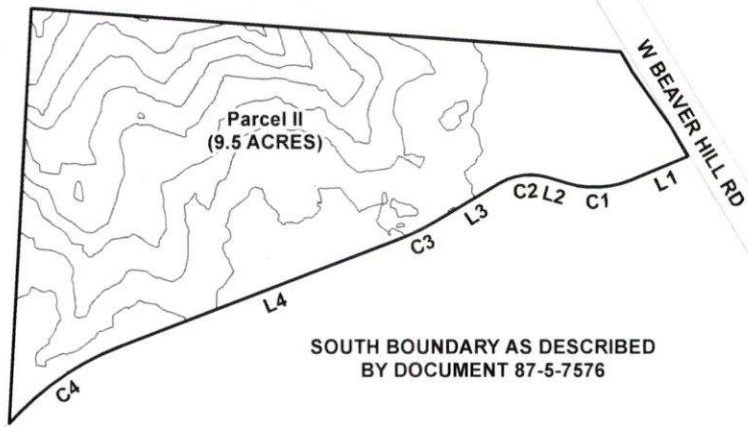 W BEAVER HILL RD
Parcel II
(9.5 ACRES)
L1
C1
L2
C2
L3
C3
L4
C4
SOUTH BOUNDARY AS DESCRIBED
BY DOCUMENT 87-5-7576